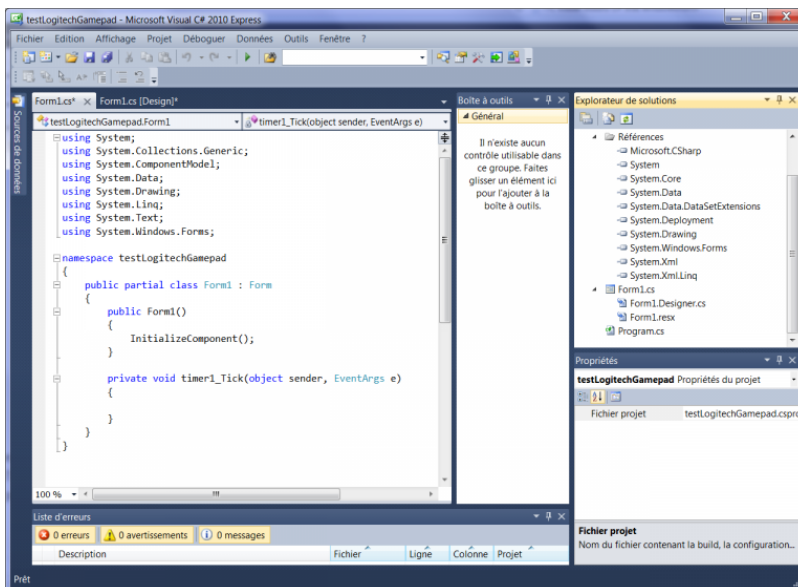 testLogitechGamepad - Microsoft Visual C# 2010 Express
Fichier Edition Affichage Projet Déboguer Données Outils Fenêtre ?
Sources de données
Form1.cs* Form1.cs [Design]*
testLogitechGamepad.Form1 timer1_Tick(object sender, EventArgs e)
using System;
using System.Collections.Generic;
using System.ComponentModel;
using System.Data;
using System.Drawing;
using System.Linq;
using System.Text;
using System.Windows.Forms;
namespace testLogitechGamepad
{
public partial class Form1 : Form
{
public Form1()
{
InitializeComponent();
}
private void timer1_Tick(object sender, EventArgs e)
{
}
}
}
100 %
Boîte à outils
Général
Il n'existe aucun
contrôle utilisable dans
ce groupe. Faites
glisser un élément ici
pour l'ajouter à la
boîte à outils.
Explorateur de solutions
Références
Microsoft.CSharp
System
System.Core
System.Data
System.Data.DataSetExtensions
System.Deployment
System.Drawing
System.Windows.Forms
System.Xml
System.Xml.Linq
Form1.cs
Form1.Designer.cs
Form1.resx
Program.cs
Propriétés
testLogitechGamepad Propriétés du projet
Fichier projet testLogitechGamepad.cspro
Fichier projet
Nom du fichier contenant la build, la configuration...
Liste d'erreurs
0 erreurs 0 avertissements 0 messages
Description Fichier Ligne Colonne Projet
Prêt